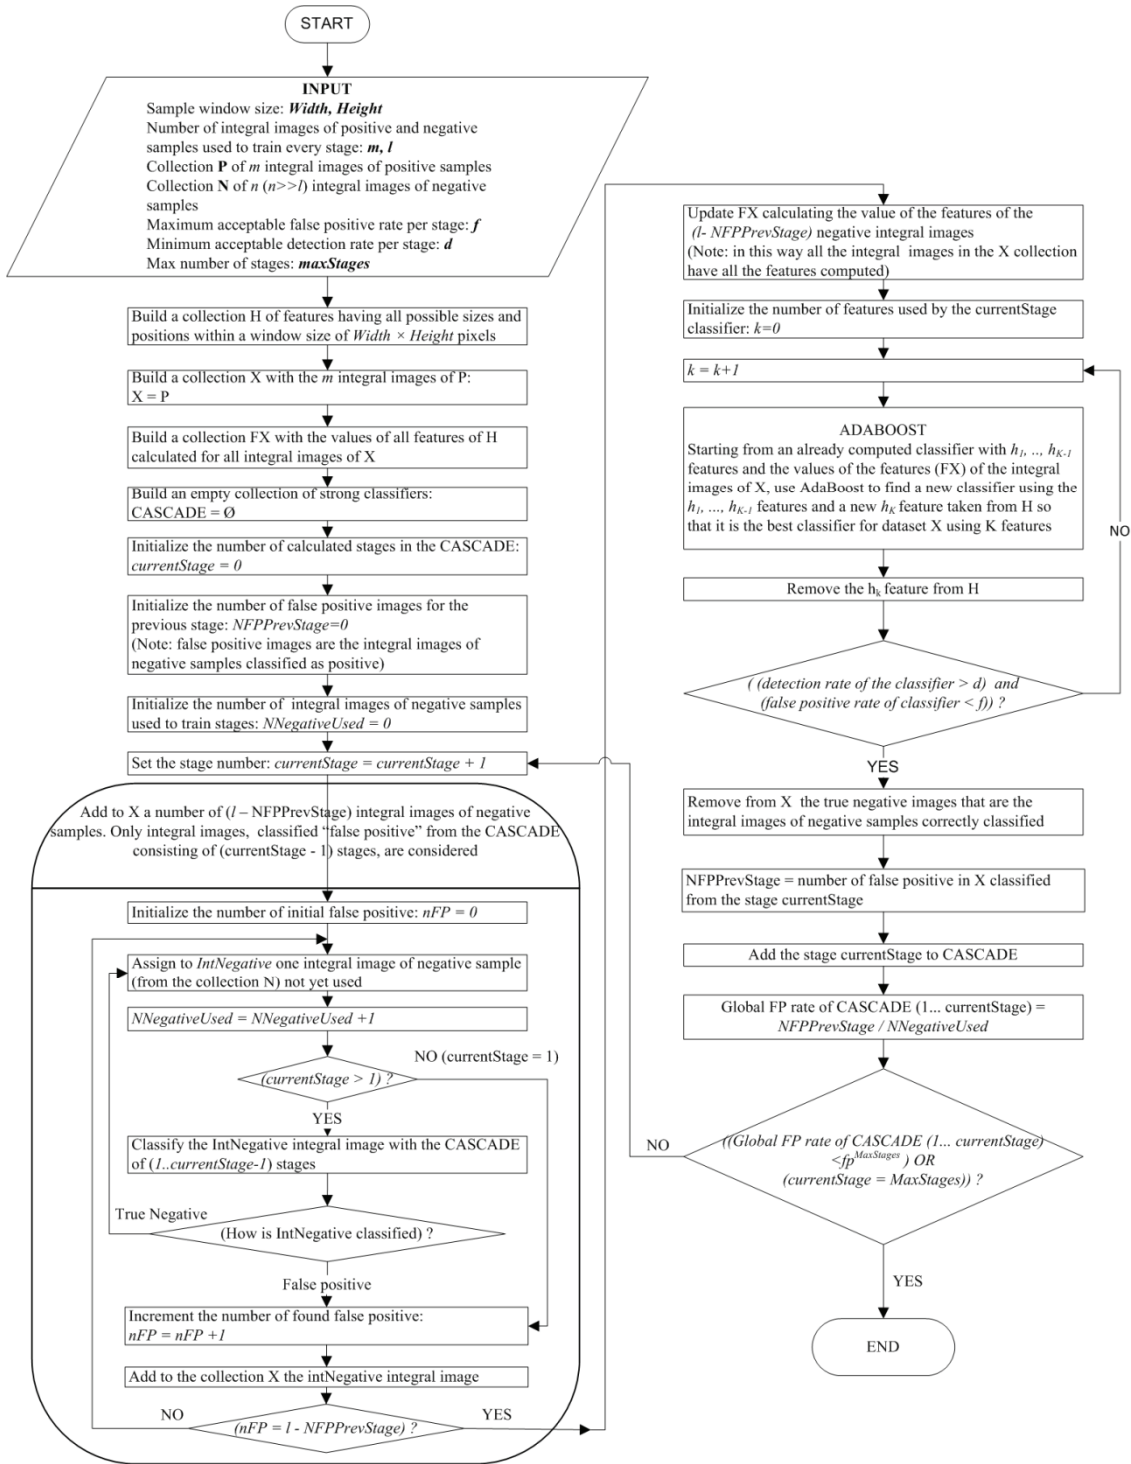 START
INPUT
Sample window size: Width, Height
Number of integral images of positive and negative
samples used to train every stage: m, l
Collection P of m integral images of positive samples
Collection N of n (n>>l) integral images of negative
samples
Maximum acceptable false positive rate per stage: f
Minimum acceptable detection rate per stage: d
Max number of stages: maxStages
Build a collection H of features having all possible sizes and
positions within a window size of Width × Height pixels
Build a collection X with the m integral images of P:
X = P
Build a collection FX with the values of all features of H
calculated for all integral images of X
Build an empty collection of strong classifiers:
CASCADE = Ø
Initialize the number of calculated stages in the CASCADE:
currentStage = 0
Initialize the number of false positive images for the
previous stage: NFPPrevStage=0
(Note: false positive images are the integral images of
negative samples classified as positive)
Initialize the number of integral images of negative samples
used to train stages: NNegativeUsed = 0
Set the stage number: currentStage = currentStage + 1
Add to X a number of (l – NFPPrevStage) integral images of negative
samples. Only integral images, classified “false positive” from the CASCADE
consisting of (currentStage - 1) stages, are considered
Initialize the number of initial false positive: nFP = 0
Assign to IntNegative one integral image of negative sample
(from the collection N) not yet used
NNegativeUsed = NNegativeUsed +1
NO (currentStage = 1)
(currentStage > 1) ?
YES
Classify the IntNegative integral image with the CASCADE
of (1..currentStage-1) stages
True Negative
(How is IntNegative classified) ?
False positive
Increment the number of found false positive:
nFP = nFP +1
Add to the collection X the intNegative integral image
NO
(nFP = l - NFPPrevStage) ?
YES
Update FX calculating the value of the features of the
(l- NFPPrevStage) negative integral images
(Note: in this way all the integral images in the X collection
have all the features computed)
Initialize the number of features used by the currentStage
classifier: k=0
k = k+1
ADABOOST
Starting from an already computed classifier with h1, .., hK-1
features and the values of the features (FX) of the integral
images of X, use AdaBoost to find a new classifier using the
h1, ..., hK-1 features and a new hK feature taken from H so
that it is the best classifier for dataset X using K features
NO
Remove the hk feature from H
( (detection rate of the classifier > d) and
(false positive rate of classifier < f)) ?
YES
Remove from X the true negative images that are the
integral images of negative samples correctly classified
NFPPrevStage = number of false positive in X classified
from the stage currentStage
Add the stage currentStage to CASCADE
Global FP rate of CASCADE (1... currentStage) =
NFPPrevStage / NNegativeUsed
NO
((Global FP rate of CASCADE (1... currentStage)
<fp^MaxStages ) OR
(currentStage = MaxStages)) ?
YES
END